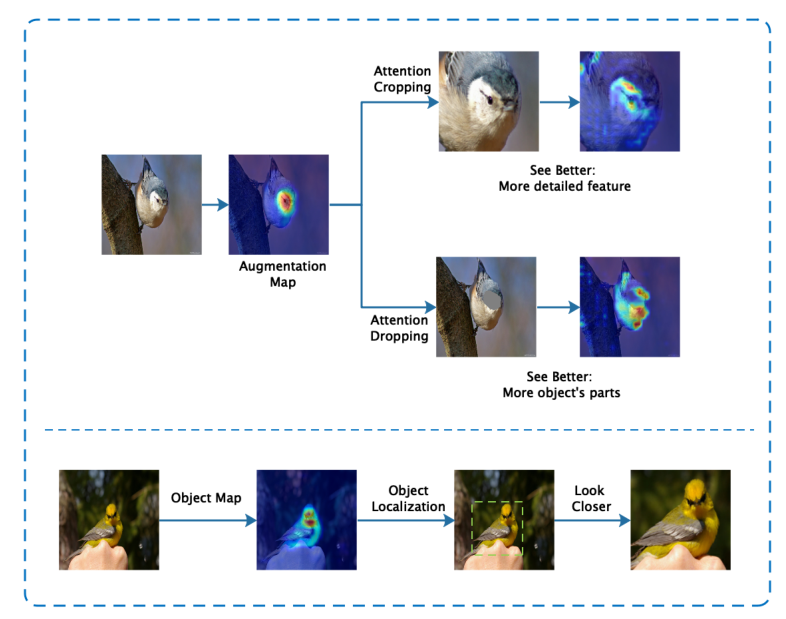 Attention
Cropping
See Better:
More detailed feature
Augmentation
Map
Attention
Dropping
See Better:
More object's parts
Object Map
Object
Localization
Look
Closer